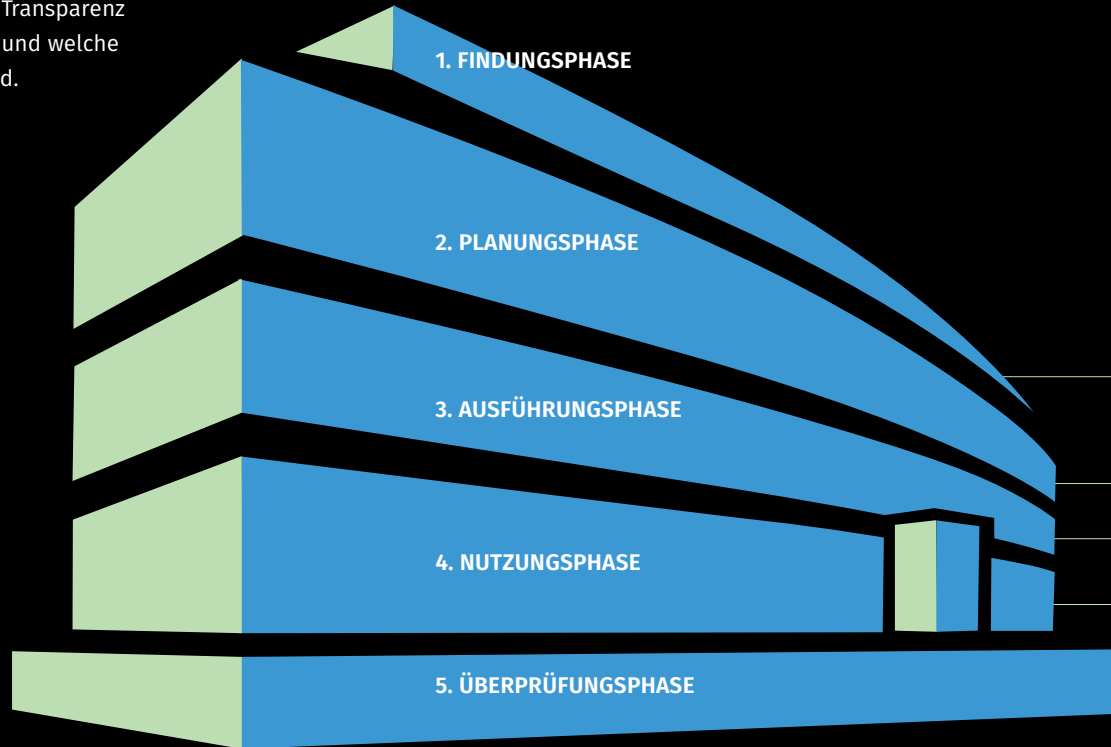 Transparenz
und welche
d.
1. FINDUNGSPHASE
2. PLANUNGSPHASE
3. AUSFÜHRUNGSPHASE
4. NUTZUNGSPHASE
5. ÜBERPRÜFUNGSPHASE